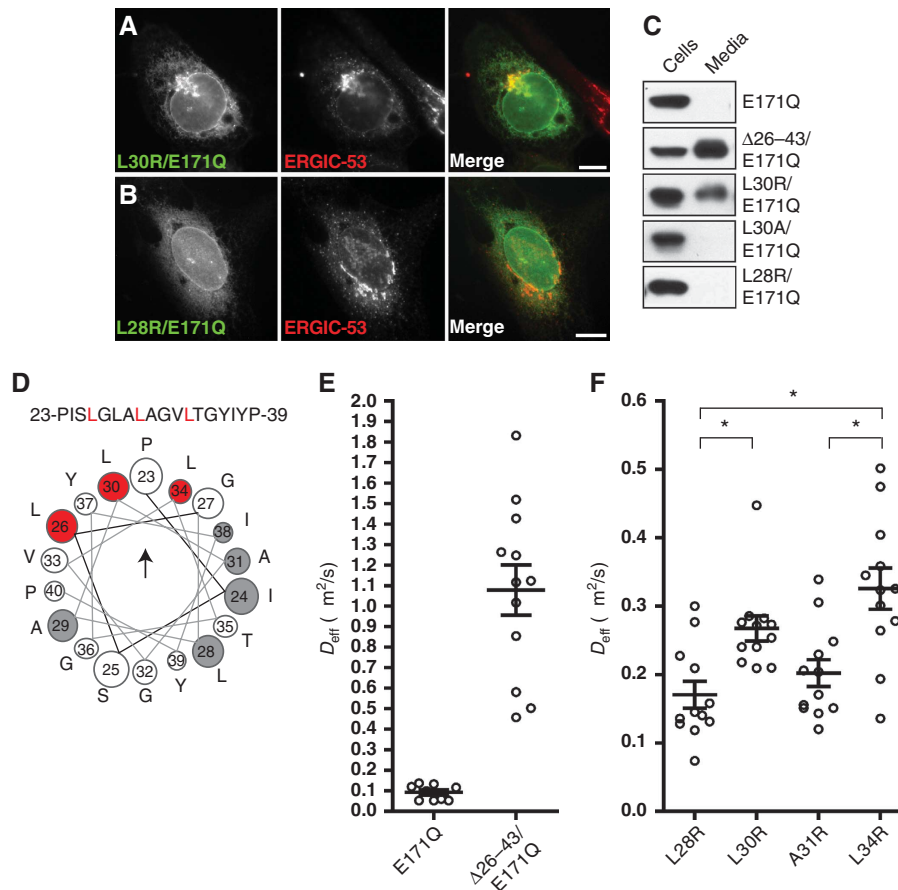 A
L30R/E171Q
ERGIC-53
Merge
B
L28R/E171Q
ERGIC-53
Merge
C
Cells
Media
E171Q
Δ26–43/
E171Q
L30R/
E171Q
L30A/
E171Q
L28R/
E171Q
D
23-PISLGLALAGVLTGYIYP-39
P
L
L
Y
G
L
I
V
A
P
I
A
T
G
L
S
G
Y
23
30
34
37
27
26
38
33
31
40
24
29
35
36
28
25
32
39
E
Deff ( m²/s)
2.0
1.9
1.8
1.7
1.6
1.5
1.4
1.3
1.2
1.1
1.0
0.9
0.8
0.7
0.6
0.5
0.4
0.3
0.2
0.1
0.0
E171Q
Δ26–43/
E171Q
F
Deff ( m²/s)
0.6
0.5
0.4
0.3
0.2
0.1
0.0
*
*
*
L28R
L30R
A31R
L34R